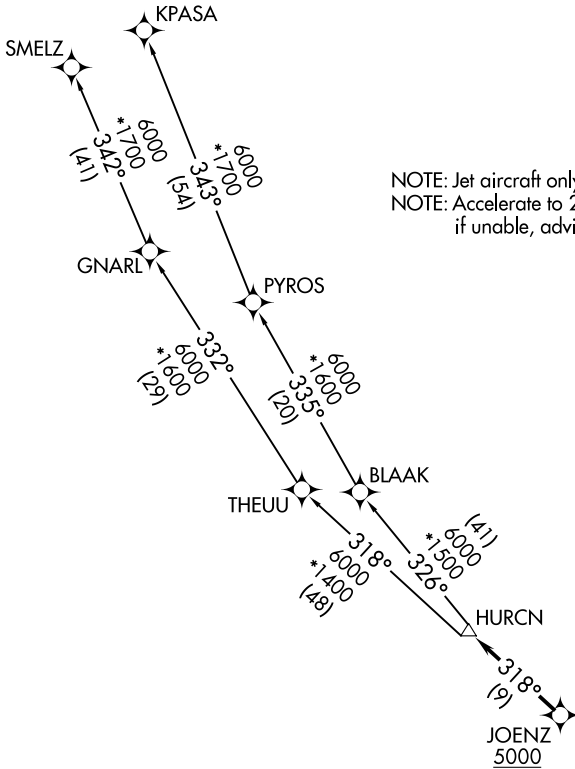 KPASA
SMELZ
6000
*1700
342°
(41)
6000
*1700
343°
(54)
NOTE: Jet aircraft only
NOTE: Accelerate to 2
if unable, advi
GNARL
PYROS
332°
6000
*1600
(29)
6000
*1600
335°
(20)
THEUU
BLAAK
318°
6000
*1400
(48)
(41)
6000
*1500
326°
HURCN
318°
(9)
JOENZ
5000